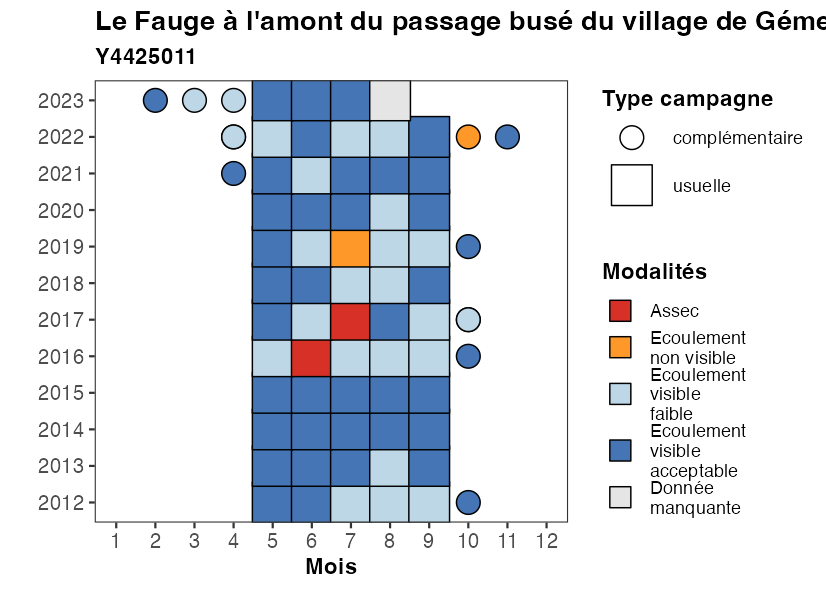 Le Fauge à l'amont du passage busé du village de Géme
Y4425011
2023
2022
2021
2020
2019
2018
2017
2016
2015
2014
2013
2012
1 2 3 4 5 6 7 8 9 10 11 12
Mois
Type campagne
complémentaire
usuelle
Modalités
Assec
Ecoulement
non visible
Ecoulement
visible
faible
Ecoulement
visible
acceptable
Donnée
manquante